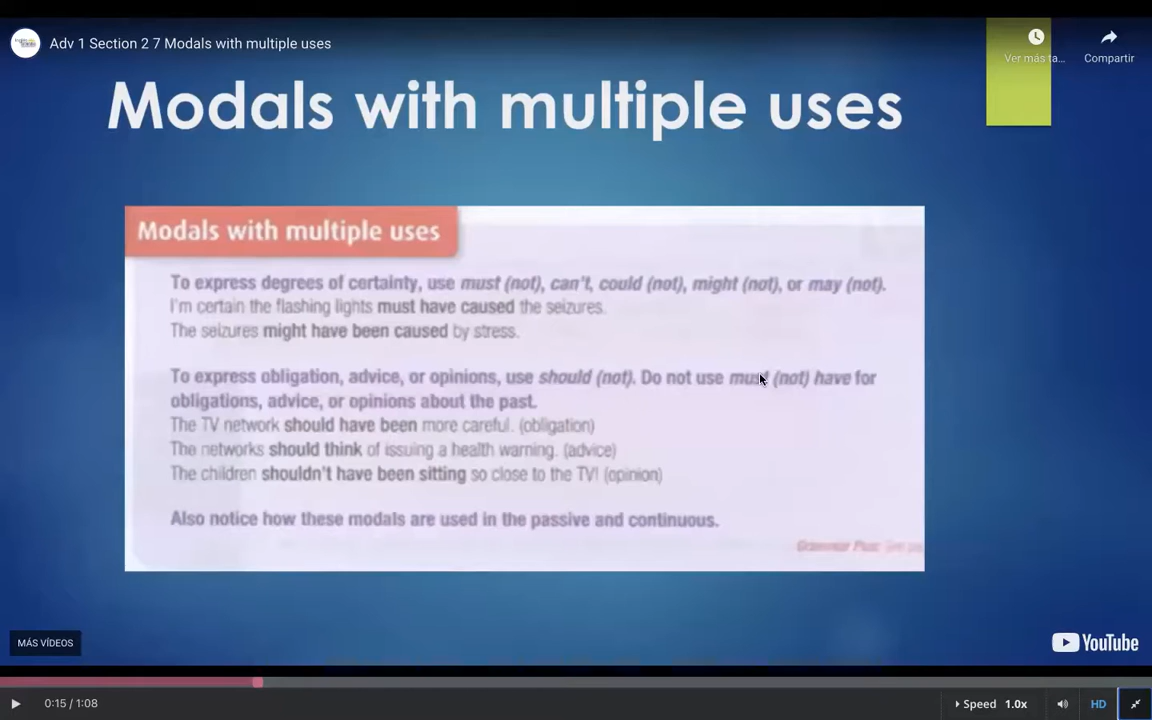 Adv 1 Section 2 7 Modals with multiple uses
Ver más ta...
Compartir
Modals with multiple uses
Modals with multiple uses
To express degrees of certainty, use must (not), can't, could (not), might (not), or may (not).
I'm certain the flashing lights must have caused the seizures.
The seizures might have been caused by stress.
To express obligation, advice, or opinions, use should (not). Do not use must (not) have for
obligations, advice, or opinions about the past.
The TV network should have been more careful. (obligation)
The networks should think of issuing a health warning. (advice)
The children shouldn't have been sitting so close to the TV! (opinion)
Also notice how these modals are used in the passive and continuous.
Grammar Plus:
MÁS VÍDEOS
YouTube
0:15 / 1:08
Speed 1.0x
HD